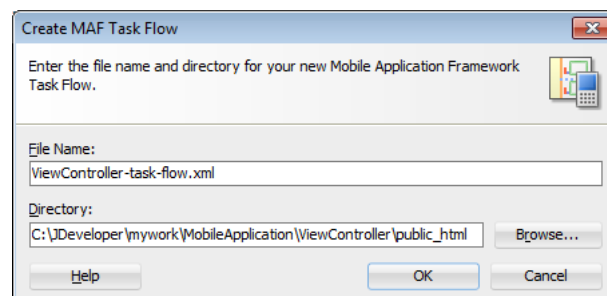 Create MAF Task Flow
Enter the file name and directory for your new Mobile Application Framework
Task Flow.
File Name:
ViewController-task-flow.xml
Directory:
C:\JDeveloper\mywork\MobileApplication\ViewController\public_html
Browse...
Help
OK
Cancel